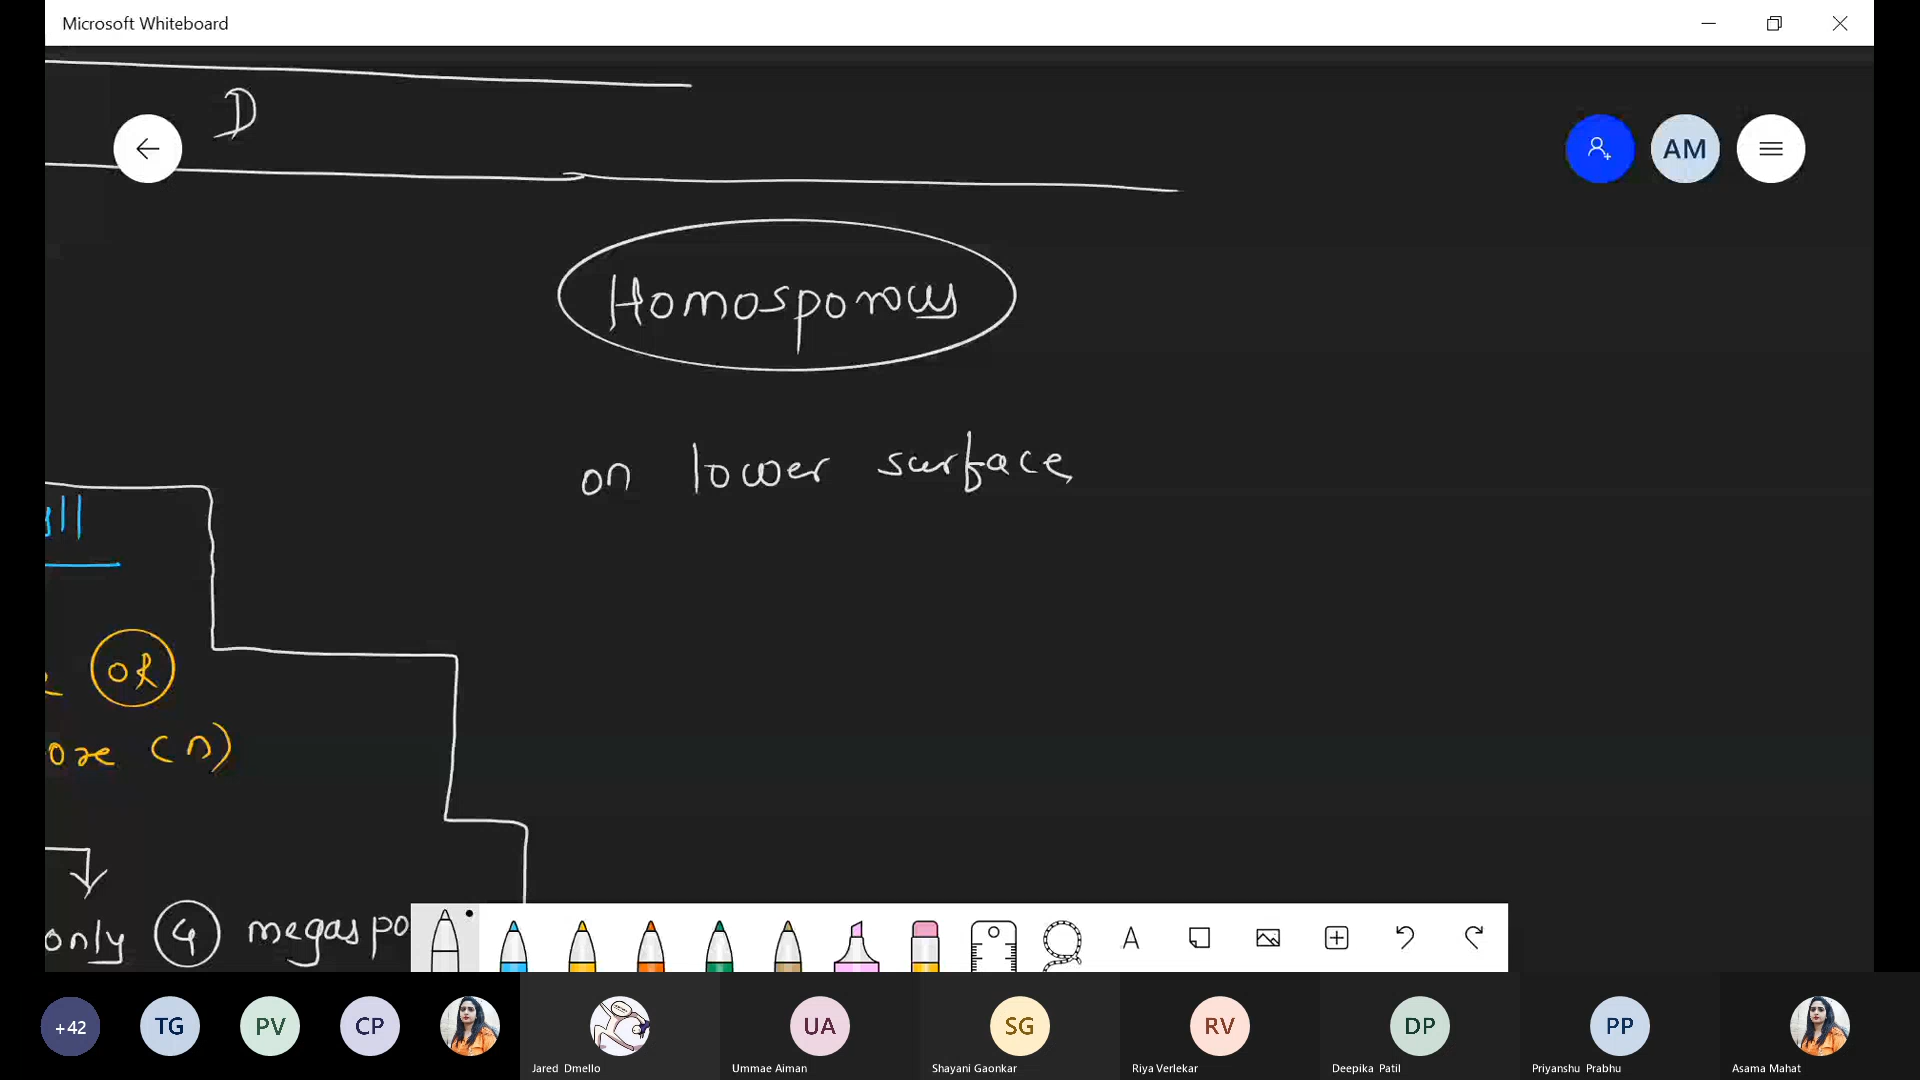 Microsoft Whiteboard
D
AM
Homosporous
on lower surface
OR
ore (n)
only 4 megaspo
A
+42
TG
PV
CP
UA
SG
RV
DP
PP
Jared Dmello
Ummae Aiman
Shayani Gaonkar
Riya Verlekar
Deepika Patil
Priyanshu Prabhu
Asama Mahat